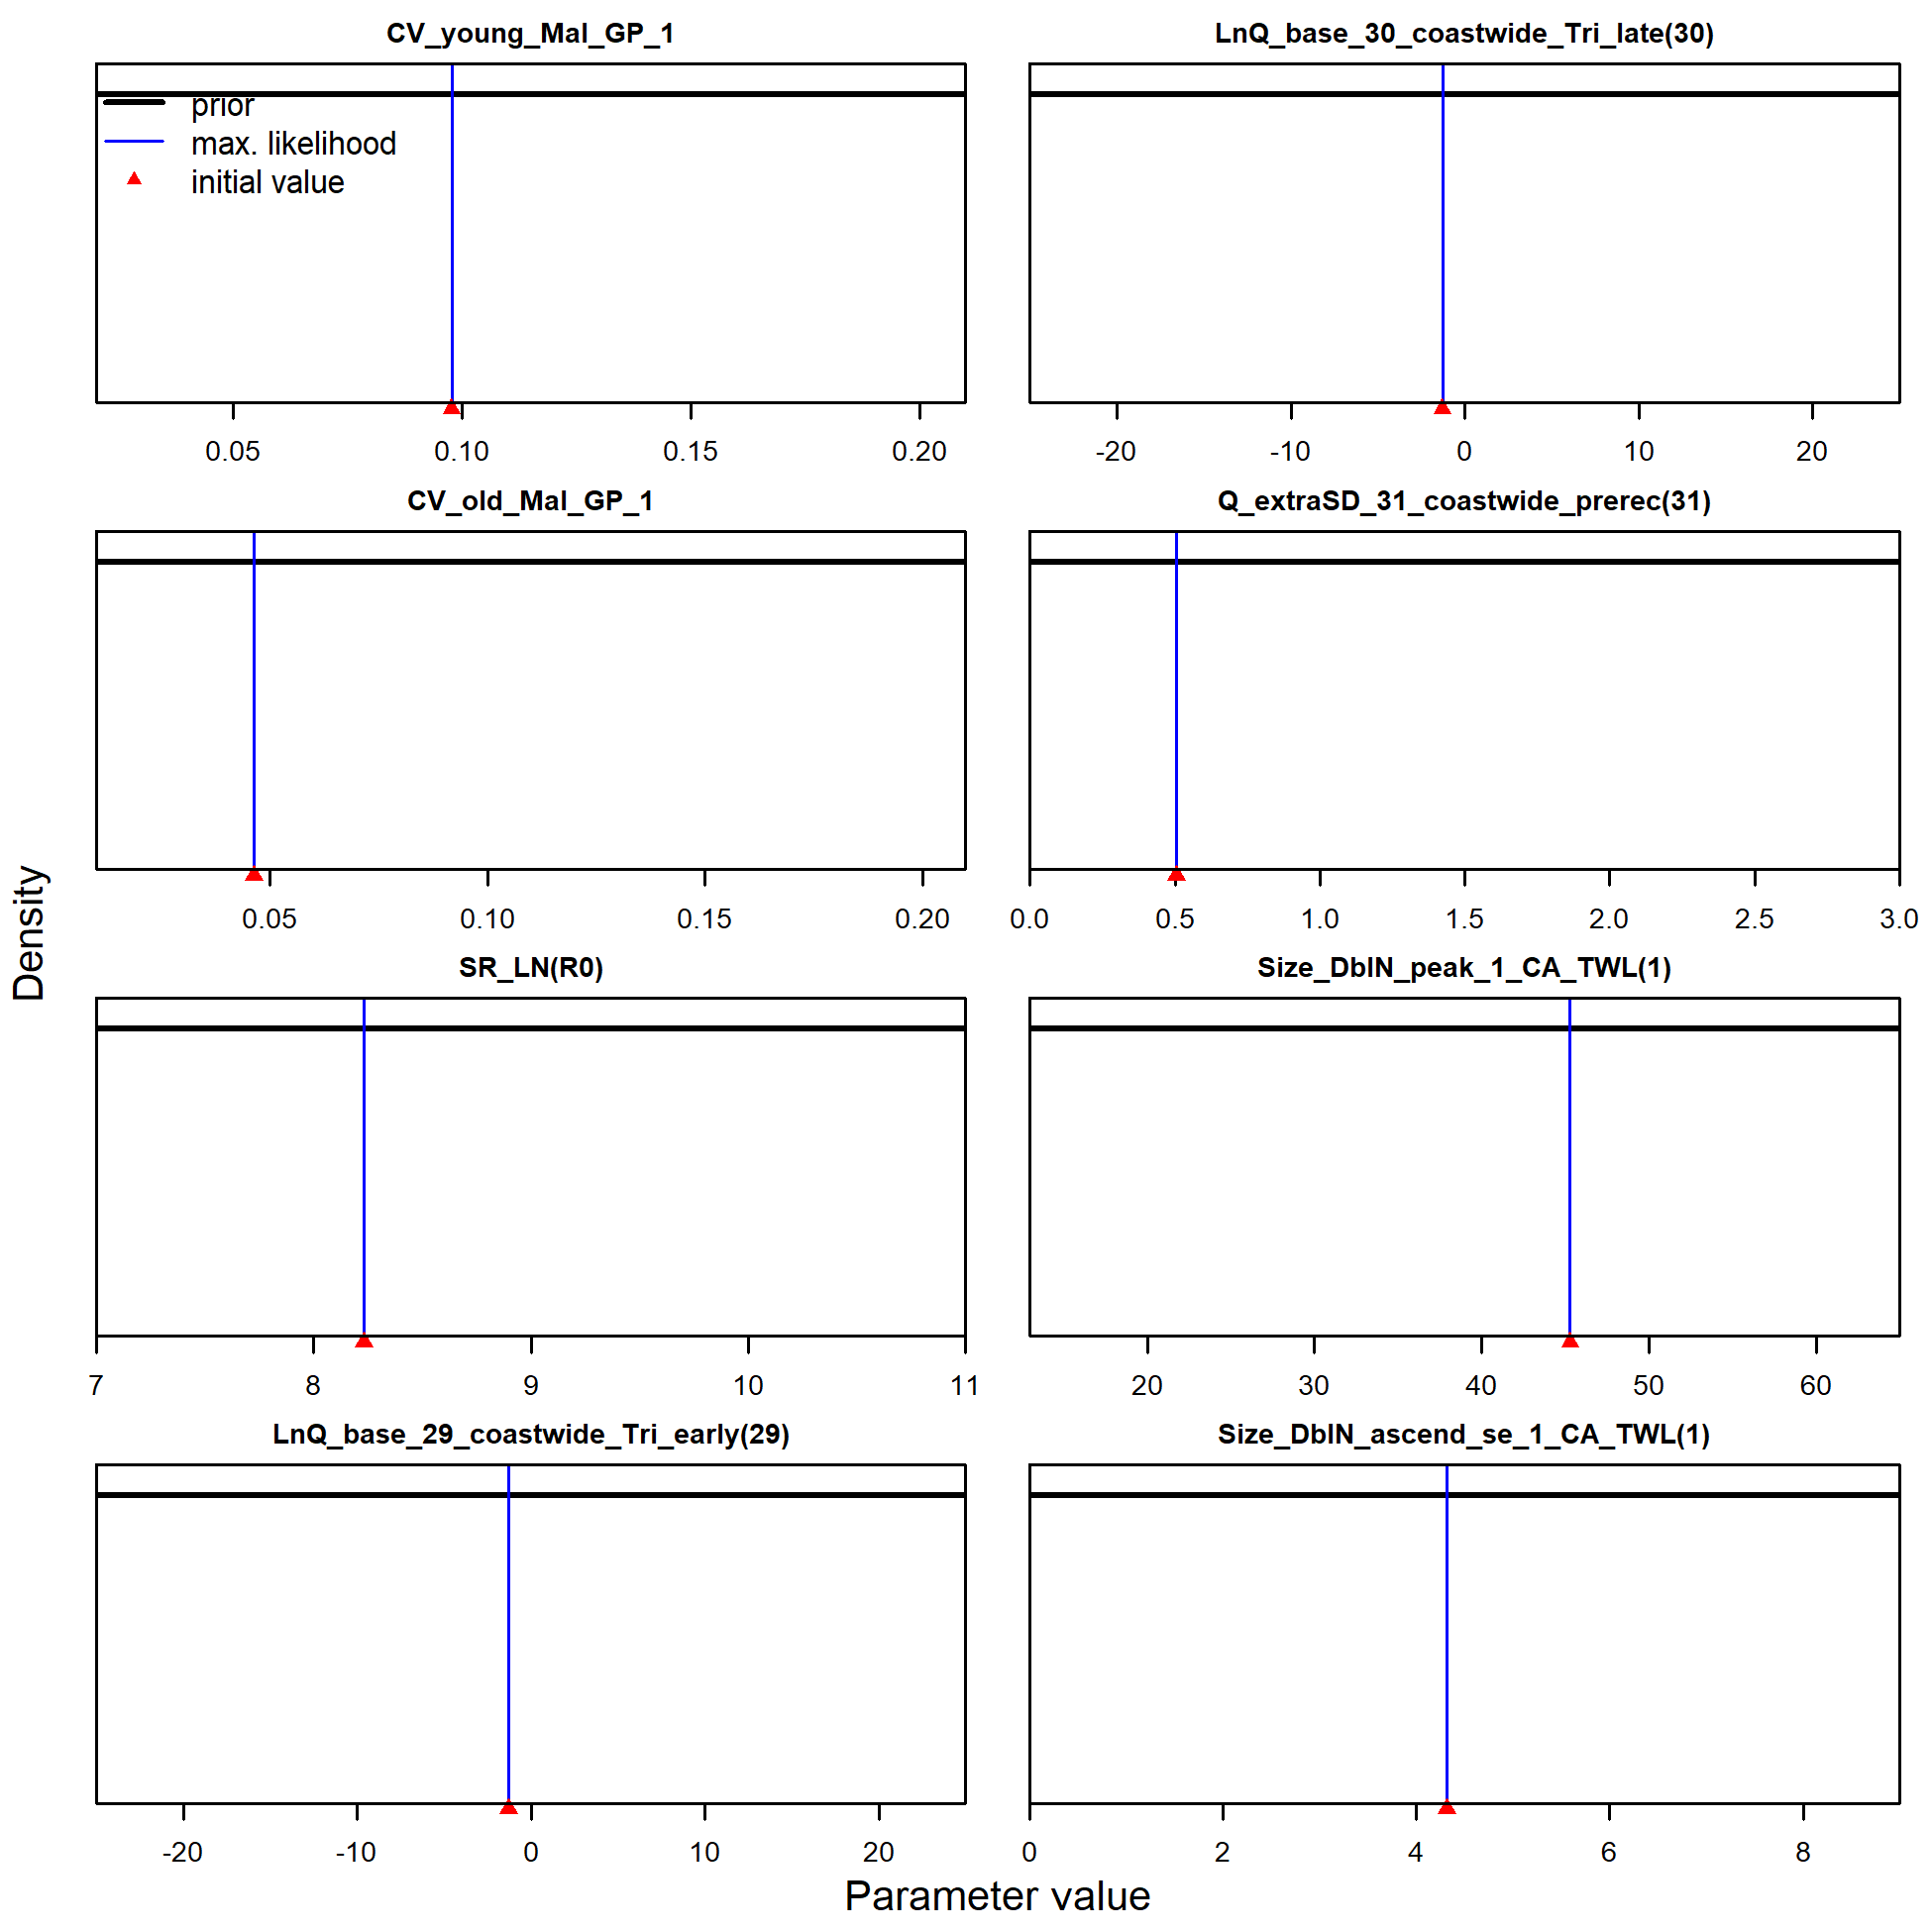 CV_young_Mal_GP_1
prior
max. likelihood
initial value
0.05 0.10 0.15 0.20
LnQ_base_30_coastwide_Tri_late(30)
-20 -10 0 10 20
CV_old_Mal_GP_1
0.05 0.10 0.15 0.20
Q_extraSD_31_coastwide_prerec(31)
0.0 0.5 1.0 1.5 2.0 2.5 3.0
SR_LN(R0)
7 8 9 10 11
Size_DblN_peak_1_CA_TWL(1)
20 30 40 50 60
LnQ_base_29_coastwide_Tri_early(29)
-20 -10 0 10 20
Size_DblN_ascend_se_1_CA_TWL(1)
0 2 4 6 8
Density
Parameter value